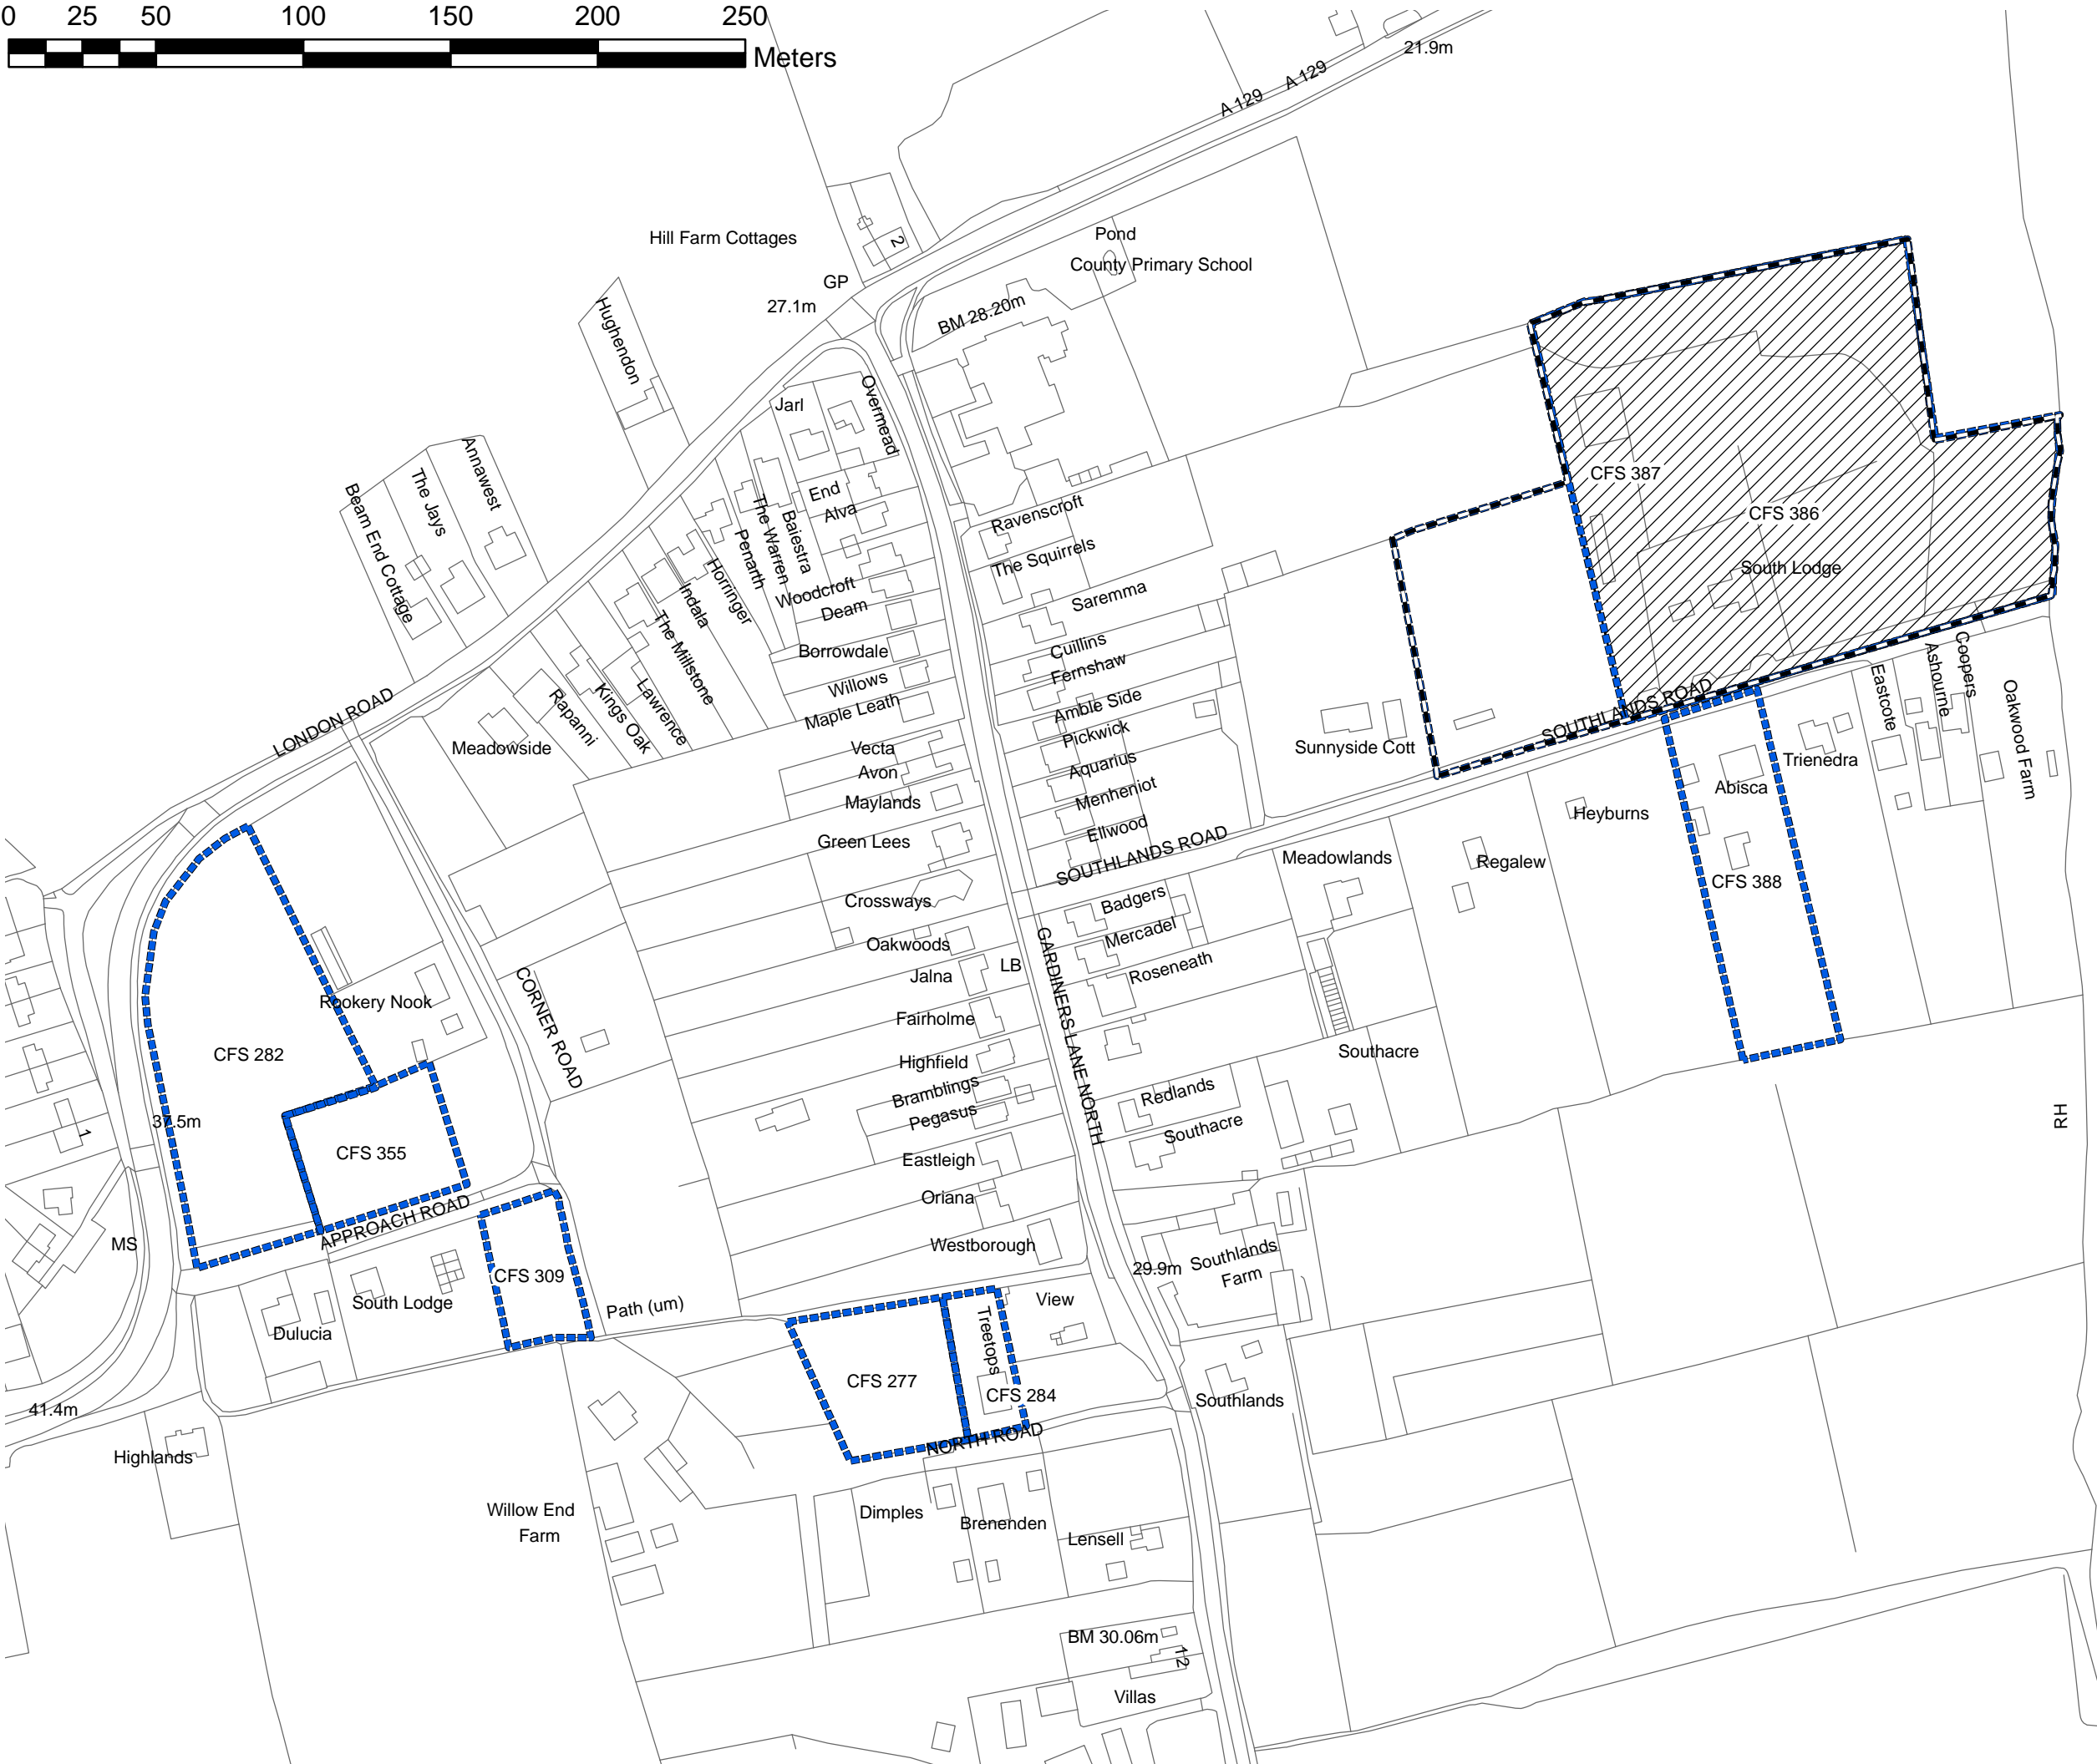 0 25 50 100 150 200 250
Meters
21.9m
A 129
A 129
Hill Farm Cottages
2
Pond
County Primary School
GP
27.1m
BM 28.20m
Hughendon
Jarl
Overmead
Annawest
The Jays
Beam End Cottage
End
Alva
Baiestra
The Warren
Penarth
Horringer
Indala
The Millstone
Woodcroft
Deam
Borrowdale
Willows
Maple Leath
Ravenscroft
The Squirrels
Saremma
Cuillins
Fernshaw
Amble Side
Pickwick
Aquarius
Menheniot
Ellwood
CFS 387
CFS 386
South Lodge
LONDON ROAD
Meadowside
Rapanni
Kings Oak
Lawrence
Vecta
Avon
Maylands
Green Lees
Crossways
Oakwoods
Jalna
LB
Fairholme
Highfield
Bramblings
Pegasus
Eastleigh
Oriana
Westborough
Sunnyside Cott
SOUTHLANDS ROAD
SOUTHLANDS ROAD
Coopers
Ashourne
Eastcote
Oakwood Farm
Trienedra
Abisca
Heyburns
CFS 388
Regalew
Meadowlands
Badgers
Mercadel
Roseneath
GARDINERS LANE NORTH
Southacre
Redlands
Southacre
RH
Rookery Nook
CORNER ROAD
CFS 282
37.5m
1
CFS 355
APPROACH ROAD
MS
CFS 309
South Lodge
Dulucia
Path (um)
29.9m
Southlands
Farm
View
Treetops
CFS 277
CFS 284
NORTH ROAD
Southlands
41.4m
Highlands
Willow End
Farm
Dimples
Brenenden
Lensell
BM 30.06m
12
Villas